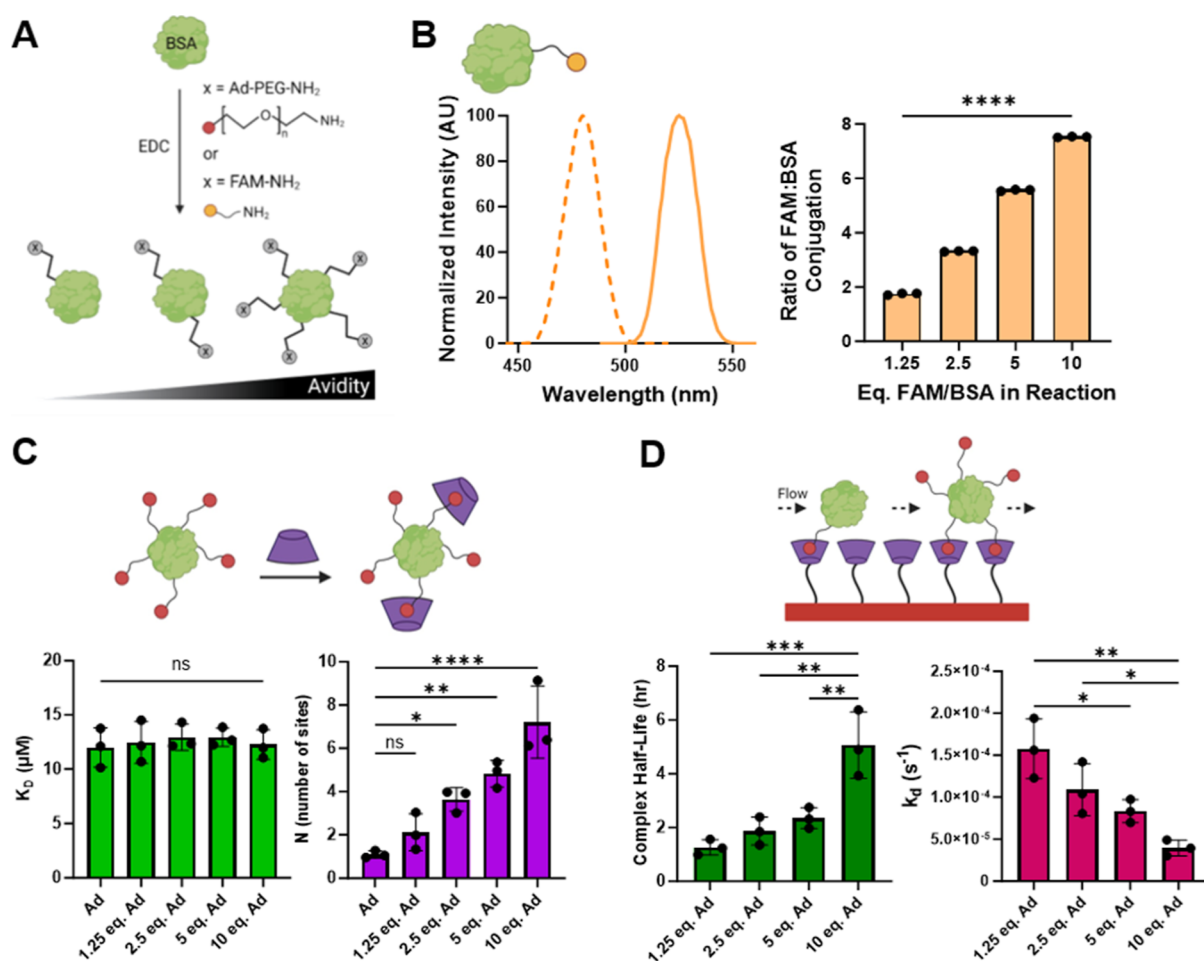 A
BSA
x = Ad-PEG-NH₂
O
NH₂
n
EDC
or
x = FAM-NH₂
NH₂
X
X
X
X
X
X
X
X
Avidity
B
Normalized Intensity (AU)
100
80
60
40
20
0
450
500
550
Wavelength (nm)
Ratio of FAM:BSA
Conjugation
****
8
6
4
2
0
1.25
2.5
5
10
Eq. FAM/BSA in Reaction
C
K_D (µM)
20
15
10
5
0
ns
Ad
1.25 eq. Ad
2.5 eq. Ad
5 eq. Ad
10 eq. Ad
N (number of sites)
10
8
6
4
2
0
****
**
*
ns
Ad
1.25 eq. Ad
2.5 eq. Ad
5 eq. Ad
10 eq. Ad
D
Flow
Complex Half-Life (hr)
8
6
4
2
0
***
**
**
1.25 eq. Ad
2.5 eq. Ad
5 eq. Ad
10 eq. Ad
k_d (s⁻¹)
2.5×10⁻⁴
2.0×10⁻⁴
1.5×10⁻⁴
1.0×10⁻⁴
5.0×10⁻⁵
0
**
*
*
1.25 eq. Ad
2.5 eq. Ad
5 eq. Ad
10 eq. Ad